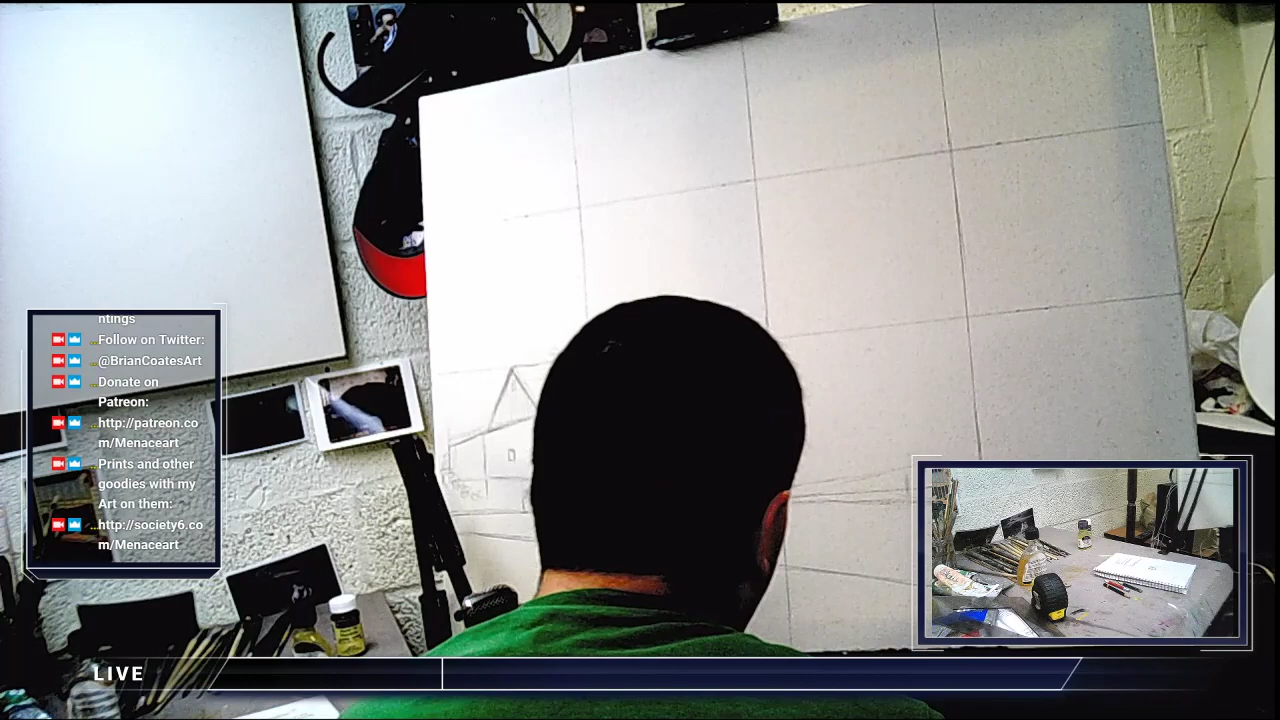 ntings
Follow on Twitter:
@BrianCoatesArt
Donate on
Patreon:
http://patreon.co
m/Menaceart
Prints and other
goodies with my
Art on them:
http://society6.co
m/Menaceart
LIVE